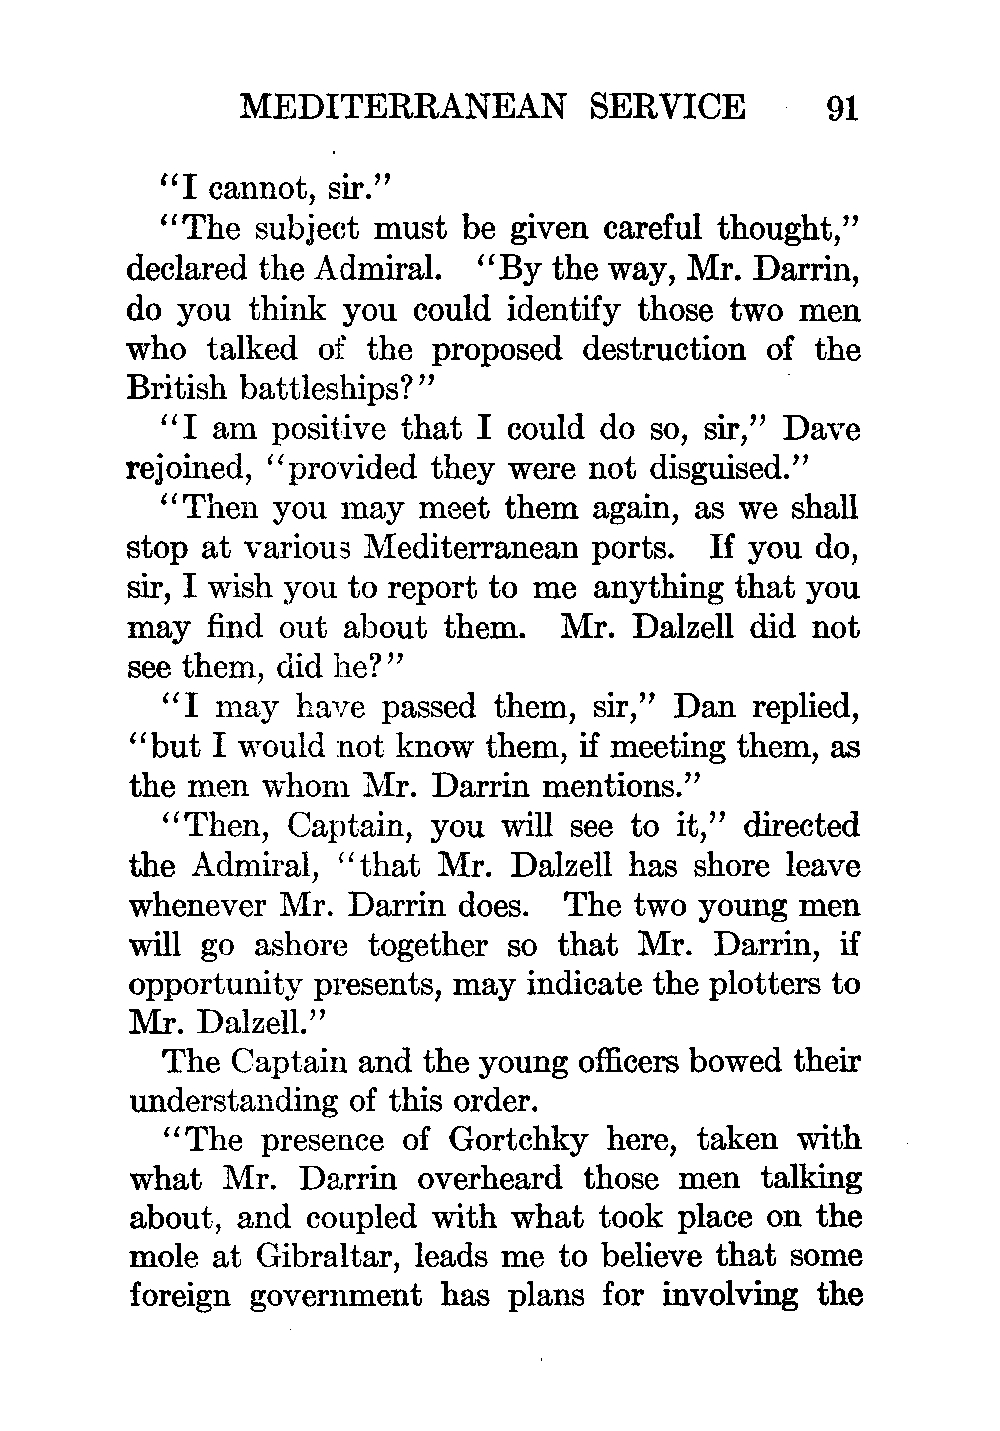 MEDITERRANEAN SERVICE 91
"I cannot, sir."
"The subject must be given careful thought,"
declared the Admiral. "By the way, Mr. Darrin,
do you think you could identify those two men
who talked of the proposed destruction of the
British battleships?"
"I am positive that I could do so, sir," Dave
rejoined, "provided they were not disguised."
"Then you may meet them again, as we shall
stop at various Mediterranean ports. If you do,
sir, I wish you to report to me anything that you
may find out about them. Mr. Dalzell did not
see them, did he?"
"I may have passed them, sir," Dan replied,
"but I would not know them, if meeting them, as
the men whom Mr. Darrin mentions."
"Then, Captain, you will see to it," directed
the Admiral, "that Mr. Dalzell has shore leave
whenever Mr. Darrin does. The two young men
will go ashore together so that Mr. Darrin, if
opportunity presents, may indicate the plotters to
Mr. Dalzell."
The Captain and the young officers bowed their
understanding of this order.
"The presence of Gortchky here, taken with
what Mr. Darrin overheard those men talking
about, and coupled with what took place on the
mole at Gibraltar, leads me to believe that some
foreign government has plans for involving the